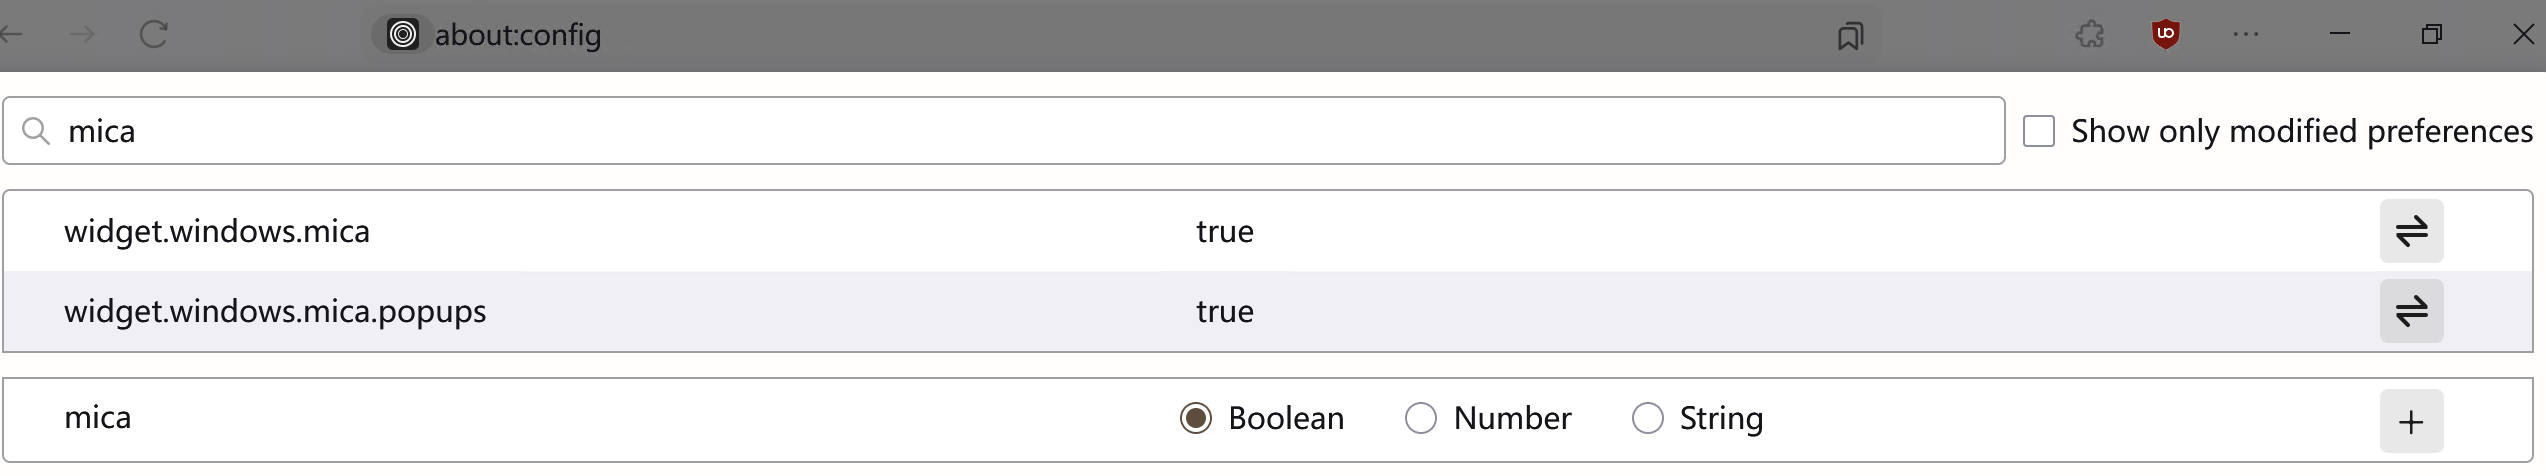 about:config
mica
Show only modified preferences
widget.windows.mica true
widget.windows.mica.popups true
mica Boolean Number String